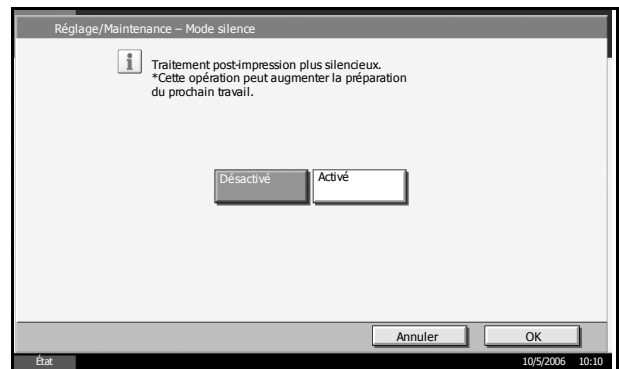 Réglage/Maintenance – Mode silence
Traitement post-impression plus silencieux.
*Cette opération peut augmenter la préparation
du prochain travail.
Désactivé
Activé
Annuler
OK
État
10/5/2006 10:10